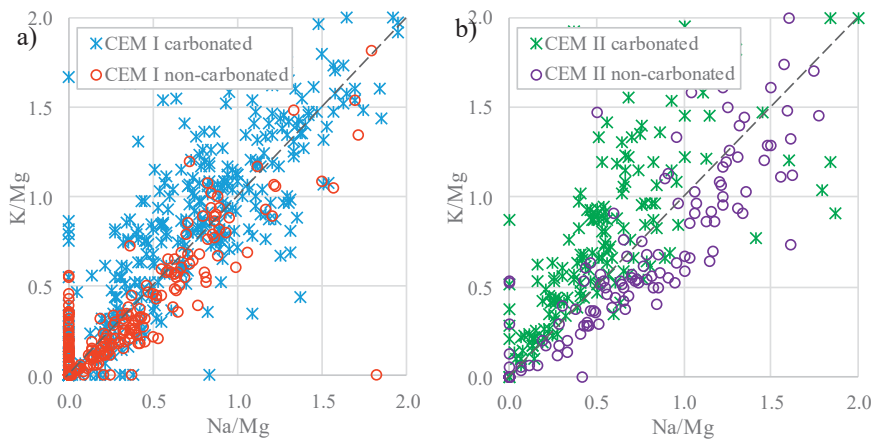 a)
CEM I carbonated
CEM I non-carbonated
K/Mg
2.0
1.5
1.0
0.5
0.0
0.0 0.5 1.0 1.5 2.0
Na/Mg
b)
CEM II carbonated
CEM II non-carbonated
K/Mg
2.0
1.5
1.0
0.5
0.0
0.0 0.5 1.0 1.5 2.0
Na/Mg